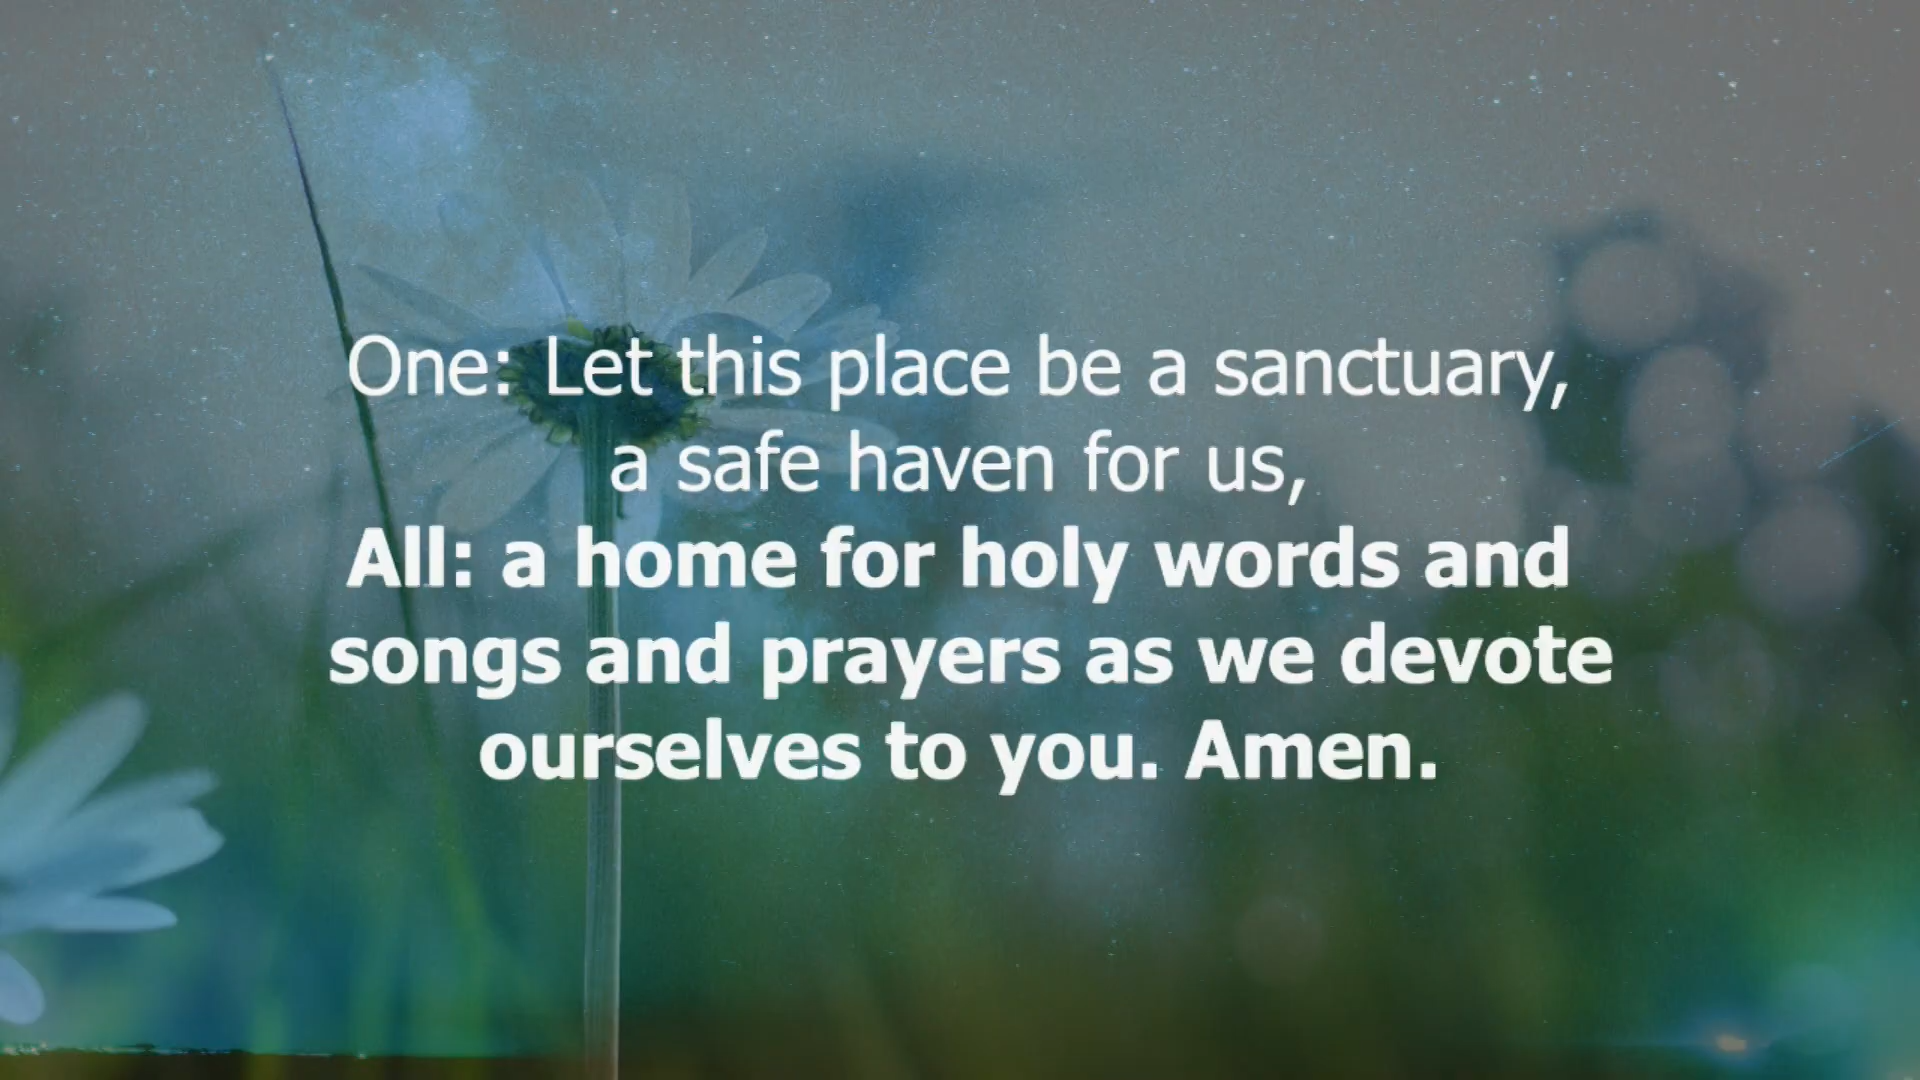 One: Let this place be a sanctuary,
a safe haven for us,
All: a home for holy words and
songs and prayers as we devote
ourselves to you. Amen.